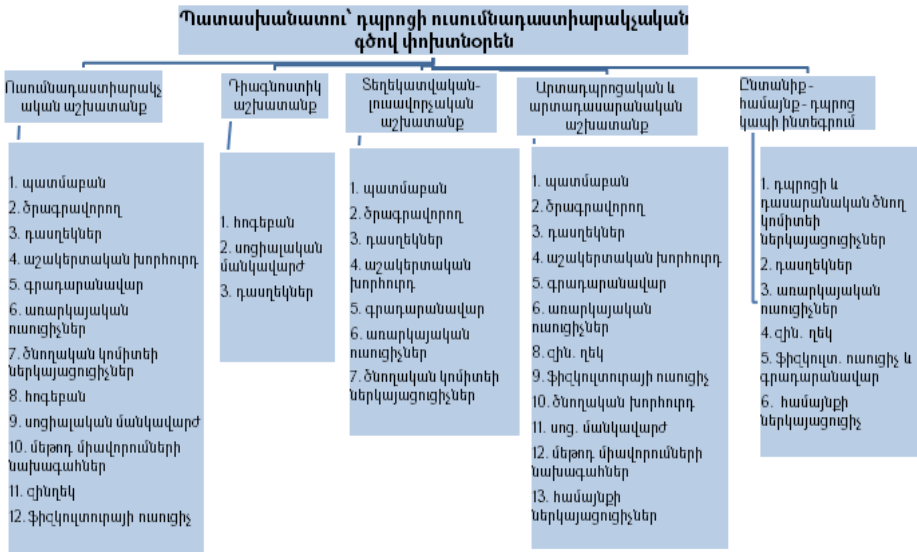 Պատասխանատու՝ դպրոցի ուսումնադաստիարակչական
գծով փոխտնօրեն
Ուսումնադաստիարակչ
ական աշխատանք
1. պատմաբան
2. ծրագրավորող
3. դասղեկներ
4. աշակերտական խորհուրդ
5. գրադարանավար
6. առարկայական
ուսուցիչներ
7. ծնողական կոմիտեի
ներկայացուցիչներ
8. հոգեբան
9. սոցիալական մանկավարժ
10. մեթոդ միավորումների
նախագահներ
11. զինղեկ
12. ֆիզկուլտուրայի ուսուցիչ
Դիագնոստիկ
աշխատանք
1. հոգեբան
2. սոցիալական
մանկավարժ
3. դասղեկներ
Տեղեկատվական-
լուսավորչական
աշխատանք
1. պատմաբան
2. ծրագրավորող
3. դասղեկներ
4. աշակերտական
խորհուրդ
5. գրադարանավար
6. առարկայական
ուսուցիչներ
7. ծնողական կոմիտեի
ներկայացուցիչներ
Արտադպրոցական և
արտադասարանական
աշխատանք
1. պատմաբան
2. ծրագրավորող
3. դասղեկներ
4. աշակերտական խորհուրդ
5. գրադարանավար
6. առարկայական
ուսուցիչներ
8. զին. ղեկ
9. ֆիզկուլտուրայի ուսուցիչ
10. ծնողական խորհուրդ
11. սոց. մանկավարժ
12. մեթոդ միավորումների
նախագահներ
13. համայնքի
ներկայացուցիչներ
Ընտանիք -
համայնք - դպրոց
կապի ինտեգրում
1. դպրոցի և
դասարանական ծնող
կոմիտեի
ներկայացուցիչներ
2. դասղեկներ
3. առարկայական
ուսուցիչներ
4. զին. ղեկ
5. ֆիզկուլտ. ուսուցիչ և
գրադարանավար
6. համայնքի
ներկայացուցիչ